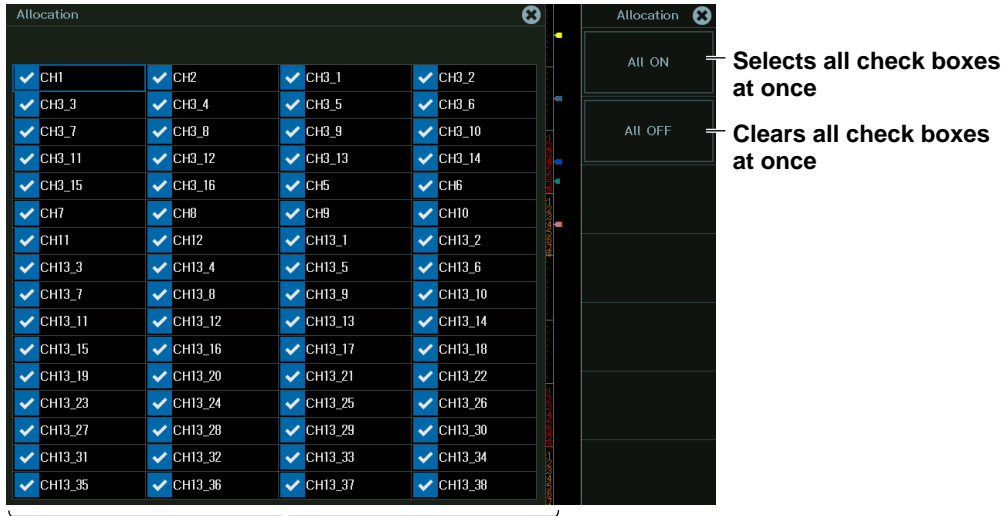 Allocation
CH1 CH2 CH3_1 CH3_2
CH3_3 CH3_4 CH3_5 CH3_6
CH3_7 CH3_8 CH3_9 CH3_10
CH3_11 CH3_12 CH3_13 CH3_14
CH3_15 CH3_16 CH5 CH6
CH7 CH8 CH9 CH10
CH11 CH12 CH13_1 CH13_2
CH13_3 CH13_4 CH13_5 CH13_6
CH13_7 CH13_8 CH13_9 CH13_10
CH13_11 CH13_12 CH13_13 CH13_14
CH13_15 CH13_16 CH13_17 CH13_18
CH13_19 CH13_20 CH13_21 CH13_22
CH13_23 CH13_24 CH13_25 CH13_26
CH13_27 CH13_28 CH13_29 CH13_30
CH13_31 CH13_32 CH13_33 CH13_34
CH13_35 CH13_36 CH13_37 CH13_38
Allocation
All ON
All OFF
Selects all check boxes
at once
Clears all check boxes
at once